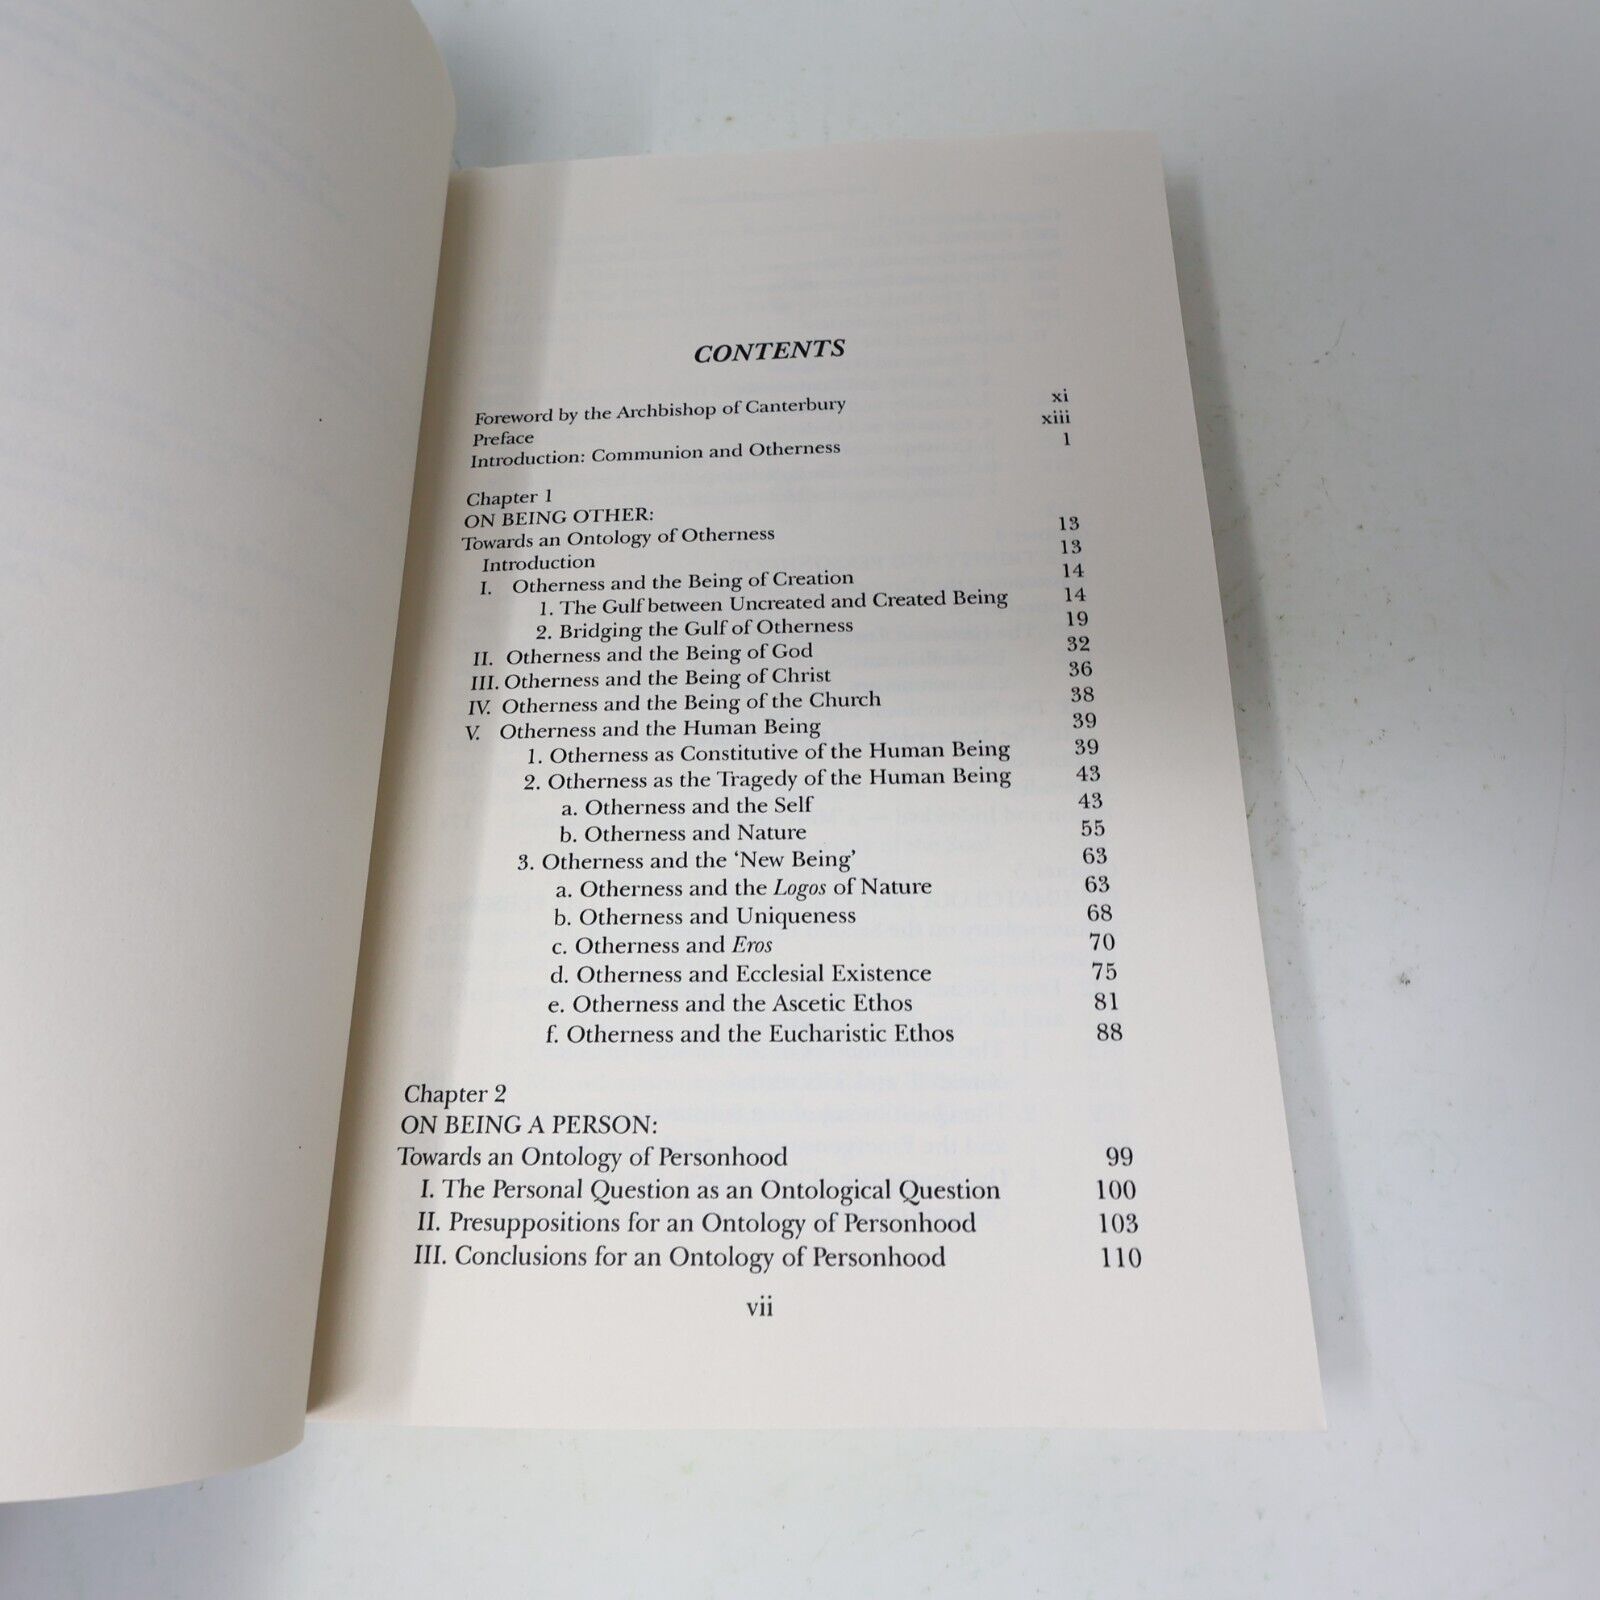 CONTENTS
Foreword by the Archbishop of Canterbury xi
Preface xiii
Introduction: Communion and Otherness 1
Chapter 1
ON BEING OTHER:
Towards an Ontology of Otherness 13
Introduction 13
I. Otherness and the Being of Creation 14
1. The Gulf between Uncreated and Created Being 14
2. Bridging the Gulf of Otherness 19
II. Otherness and the Being of God 32
III. Otherness and the Being of Christ 36
IV. Otherness and the Being of the Church 38
V. Otherness and the Human Being 39
1. Otherness as Constitutive of the Human Being 39
2. Otherness as the Tragedy of the Human Being 43
a. Otherness and the Self 43
b. Otherness and Nature 55
3. Otherness and the ‘New Being’ 63
a. Otherness and the Logos of Nature 63
b. Otherness and Uniqueness 68
c. Otherness and Eros 70
d. Otherness and Ecclesial Existence 75
e. Otherness and the Ascetic Ethos 81
f. Otherness and the Eucharistic Ethos 88
Chapter 2
ON BEING A PERSON:
Towards an Ontology of Personhood 99
I. The Personal Question as an Ontological Question 100
II. Presuppositions for an Ontology of Personhood 103
III. Conclusions for an Ontology of Personhood 110
vii